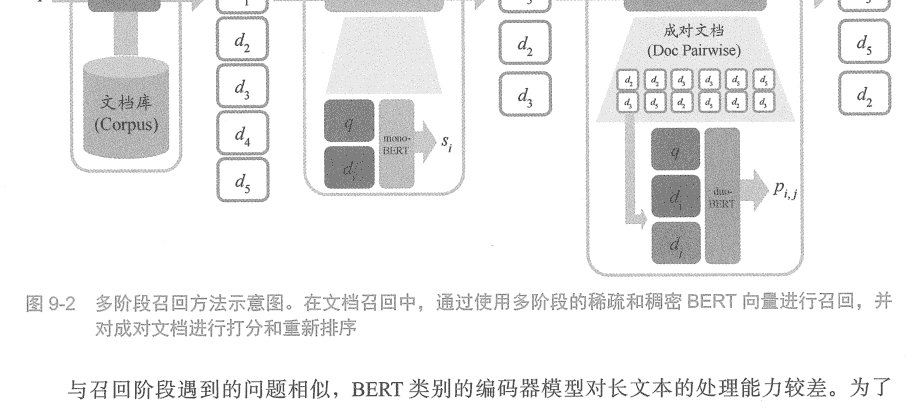 d₂
d₃
d₄
d₅
文档库
(Corpus)
q
dᵢ
mono-
BERT
sᵢ
d₂
d₃
成对文档
(Doc Pairwise)
q
dᵢ
dⱼ
duo-
BERT
pᵢ,ⱼ
d₅
d₂
图 9-2 多阶段召回方法示意图。在文档召回中，通过使用多阶段的稀疏和稠密 BERT 向量进行召回，并
对成对文档进行打分和重新排序
与召回阶段遇到的问题相似，BERT 类别的编码器模型对长文本的处理能力较差。为了